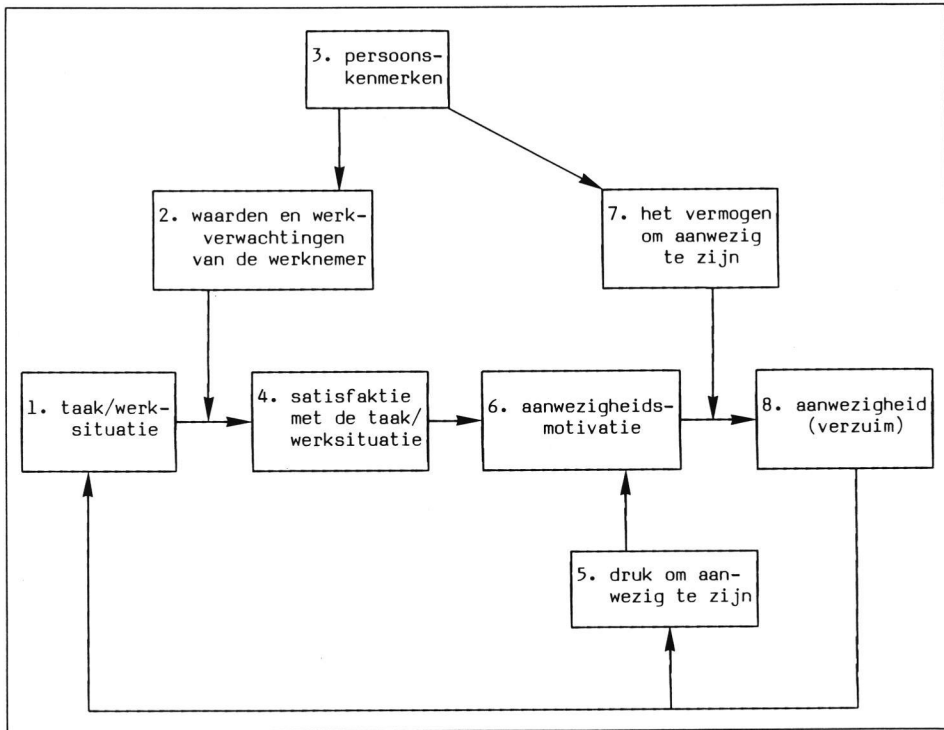 3. persoons-
kenmerken
2. waarden en werk-
verwachtingen
van de werknemer
7. het vermogen
om aanwezig
te zijn
1. taak/werk-
situatie
4. satisfaktie
met de taak/
werksituatie
6. aanwezigheids-
motivatie
8. aanwezigheid
(verzuim)
5. druk om aan-
wezig te zijn